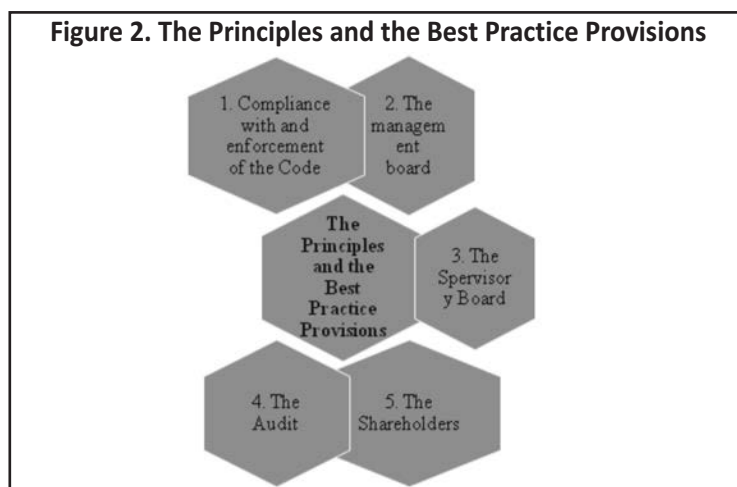 Figure 2. The Principles and the Best Practice Provisions
1. Compliance
with and
enforcement
of the Code
2. The
managem
ent
board
The
Principles
and the
Best
Practice
Provisions
3. The
Spervisor
y Board
4. The
Audit
5. The
Shareholders